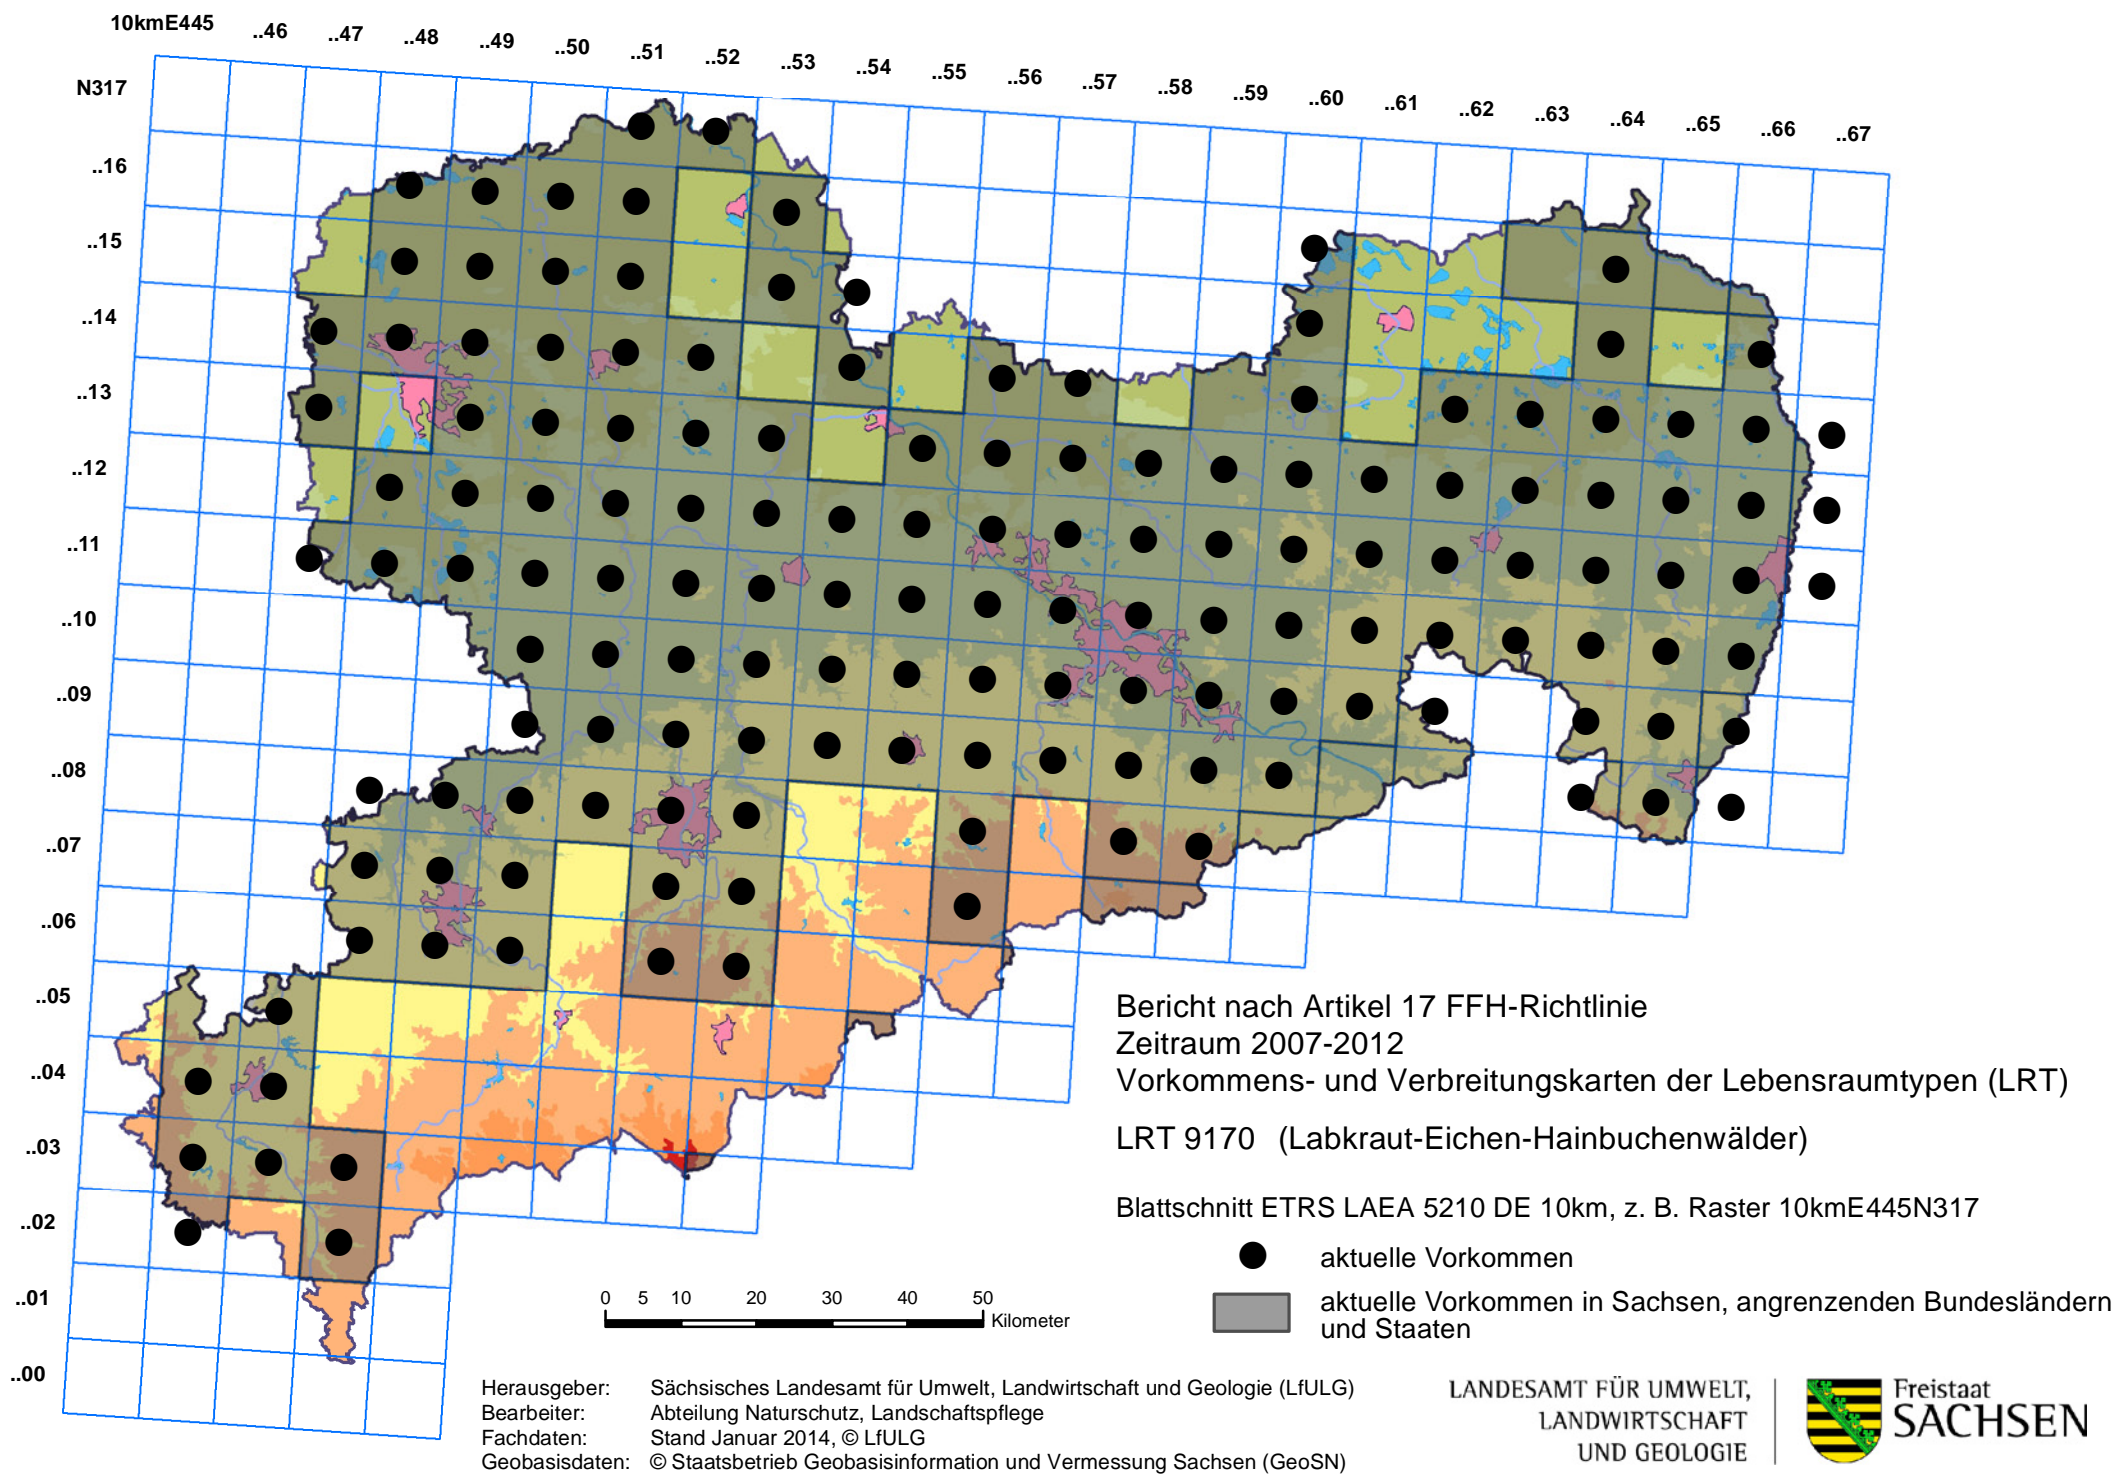 10kmE445 ..46 ..47 ..48 ..49 ..50 ..51 ..52 ..53 ..54 ..55 ..56 ..57 ..58 ..59 ..60 ..61 ..62 ..63 ..64 ..65 ..66 ..67
N317
..16
..15
..14
..13
..12
..11
..10
..09
..08
..07
..06
..05
..04
..03
..02
..01
..00
Bericht nach Artikel 17 FFH-Richtlinie
Zeitraum 2007-2012
Vorkommens- und Verbreitungskarten der Lebensraumtypen (LRT)
LRT 9170 (Labkraut-Eichen-Hainbuchenwälder)
Blattschnitt ETRS LAEA 5210 DE 10km, z. B. Raster 10kmE445N317
aktuelle Vorkommen
aktuelle Vorkommen in Sachsen, angrenzenden Bundesländern
und Staaten
0 5 10 20 30 40 50
Kilometer
Herausgeber: Sächsisches Landesamt für Umwelt, Landwirtschaft und Geologie (LfULG)
Bearbeiter: Abteilung Naturschutz, Landschaftspflege
Fachdaten: Stand Januar 2014, © LfULG
Geobasisdaten: © Staatsbetrieb Geobasisinformation und Vermessung Sachsen (GeoSN)
LANDESAMT FÜR UMWELT,
LANDWIRTSCHAFT
UND GEOLOGIE
Freistaat
SACHSEN